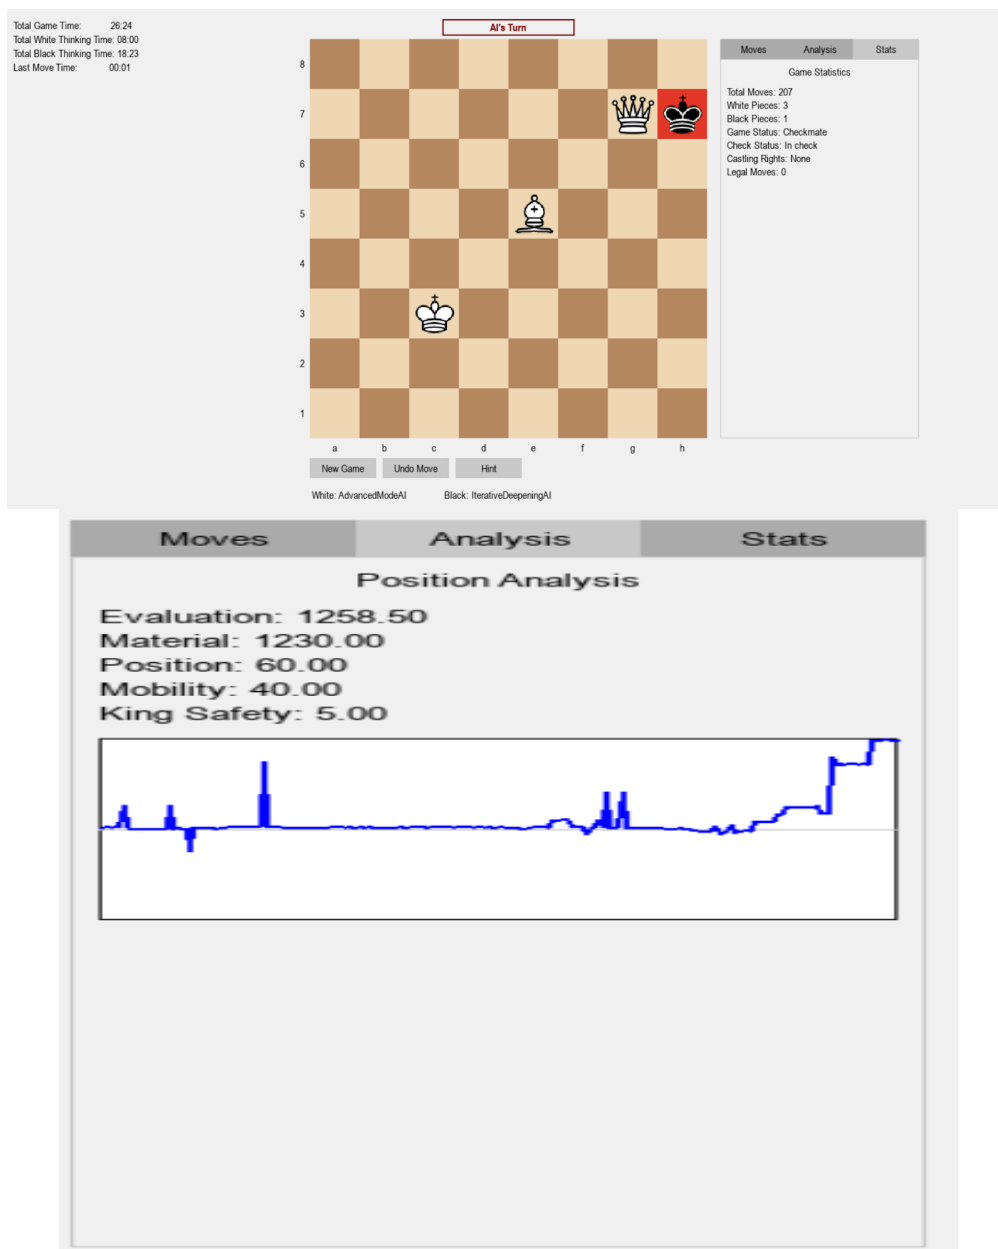 Total Game Time: 26:24
Total White Thinking Time: 08:00
Total Black Thinking Time: 18:23
Last Move Time: 00:01
AI's Turn
8
7
6
5
4
3
2
1
a b c d e f g h
New Game Undo Move Hint
White: AdvancedModeAI Black: IterativeDeepeningAI
Moves Analysis Stats
Game Statistics
Total Moves: 207
White Pieces: 3
Black Pieces: 1
Game Status: Checkmate
Check Status: In check
Castling Rights: None
Legal Moves: 0
Moves Analysis Stats
Position Analysis
Evaluation: 1258.50
Material: 1230.00
Position: 60.00
Mobility: 40.00
King Safety: 5.00